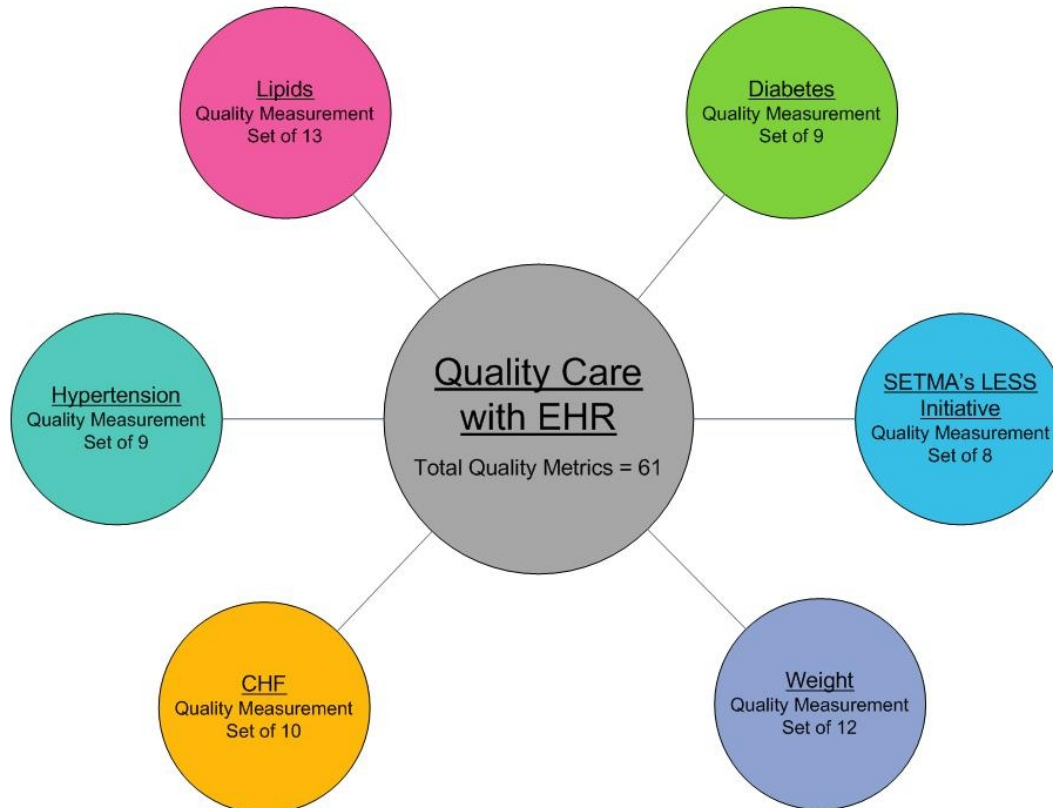 Lipids
Quality Measurement
Set of 13
Diabetes
Quality Measurement
Set of 9
Hypertension
Quality Measurement
Set of 9
Quality Care
with EHR
Total Quality Metrics = 61
SETMA's LESS
Initiative
Quality Measurement
Set of 8
CHF
Quality Measurement
Set of 10
Weight
Quality Measurement
Set of 12